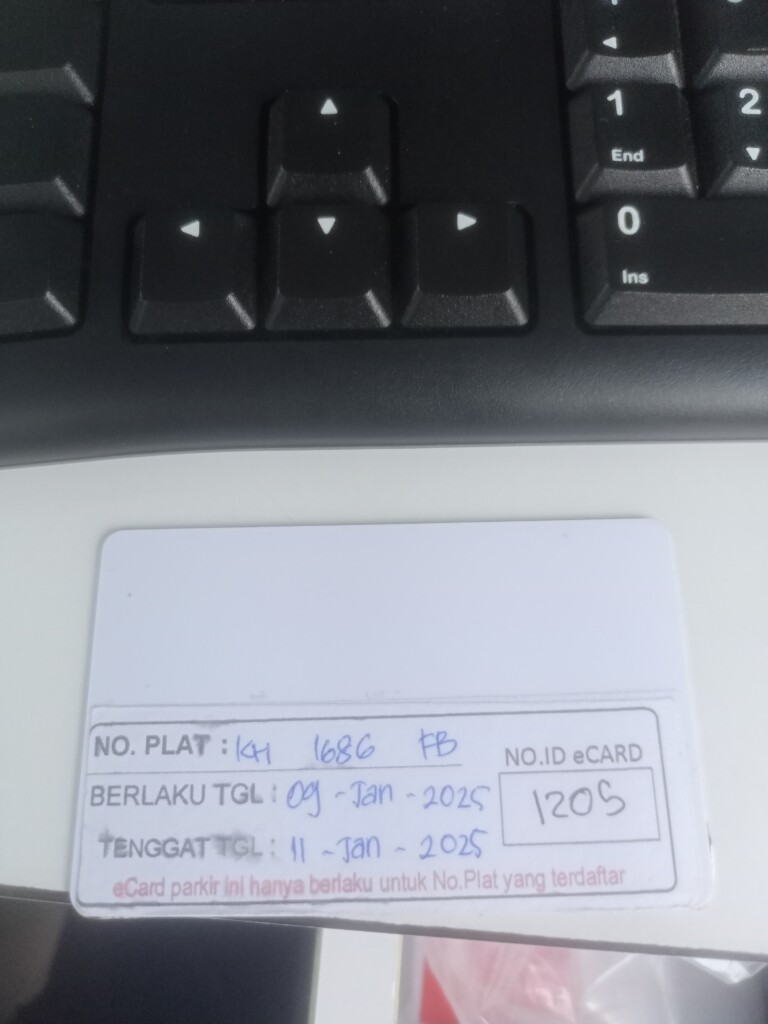 1
End
2
0
Ins
NO. PLAT : KH 1686 FB
NO.ID eCARD
BERLAKU TGL : 09 - Jan - 2025
1205
TENGGAT TGL : 11 - Jan - 2025
eCard parkir ini hanya berlaku untuk No.Plat yang terdaftar